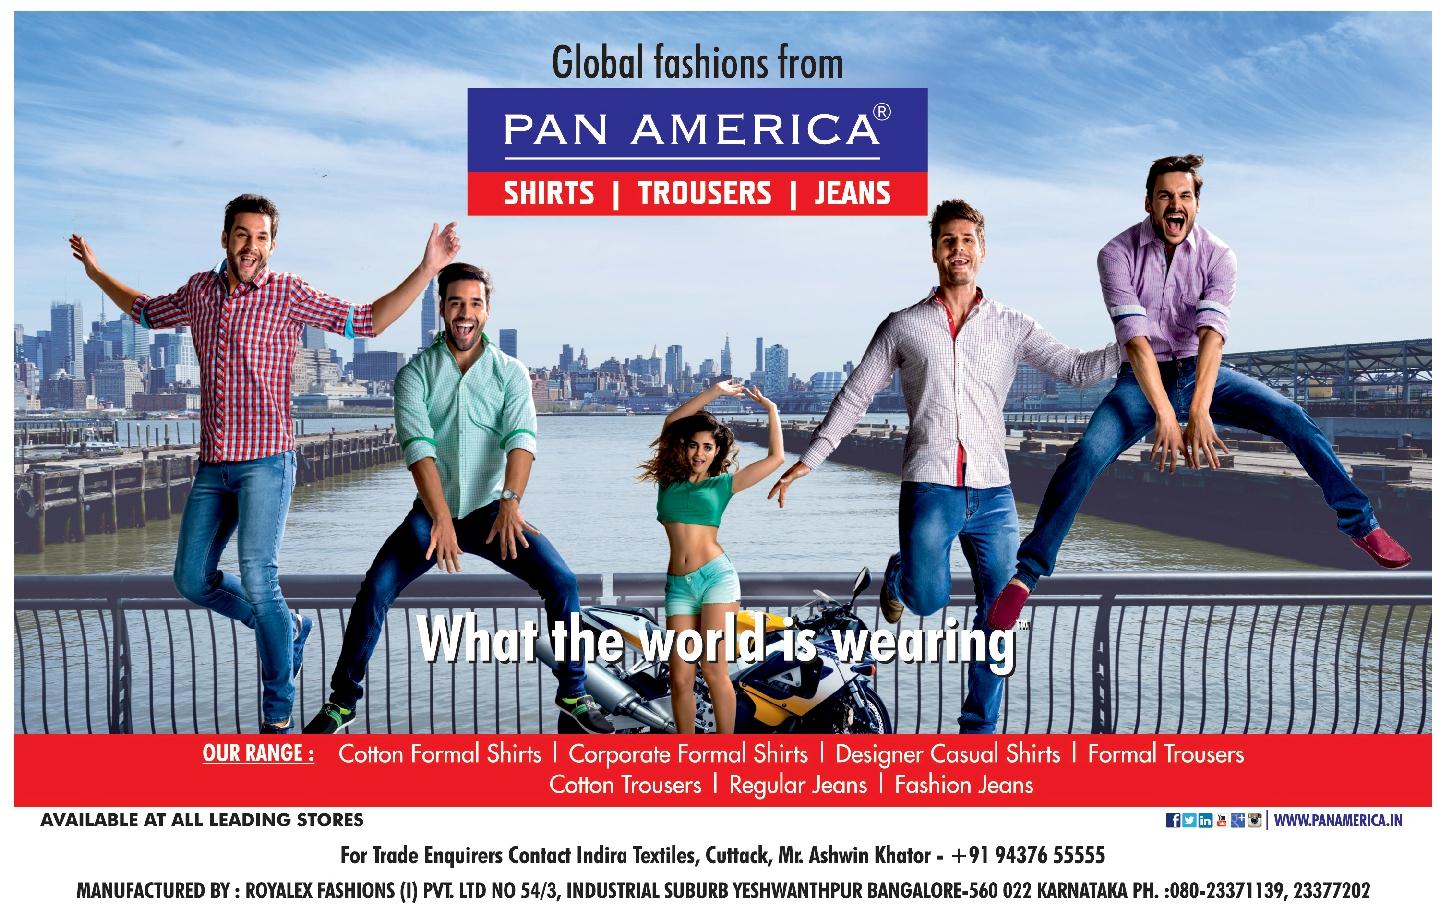 Global fashions from
PAN AMERICA®
SHIRTS | TROUSERS | JEANS
What the world is wearing™
OUR RANGE : Cotton Formal Shirts | Corporate Formal Shirts | Designer Casual Shirts | Formal Trousers
Cotton Trousers | Regular Jeans | Fashion Jeans
AVAILABLE AT ALL LEADING STORES
WWW.PANAMERICA.IN
For Trade Enquirers Contact Indira Textiles, Cuttack, Mr. Ashwin Khator - +91 94376 55555
MANUFACTURED BY : ROYALEX FASHIONS (I) PVT. LTD NO 54/3, INDUSTRIAL SUBURB YESHWANTHPUR BANGALORE-560 022 KARNATAKA PH. :080-23371139, 23377202